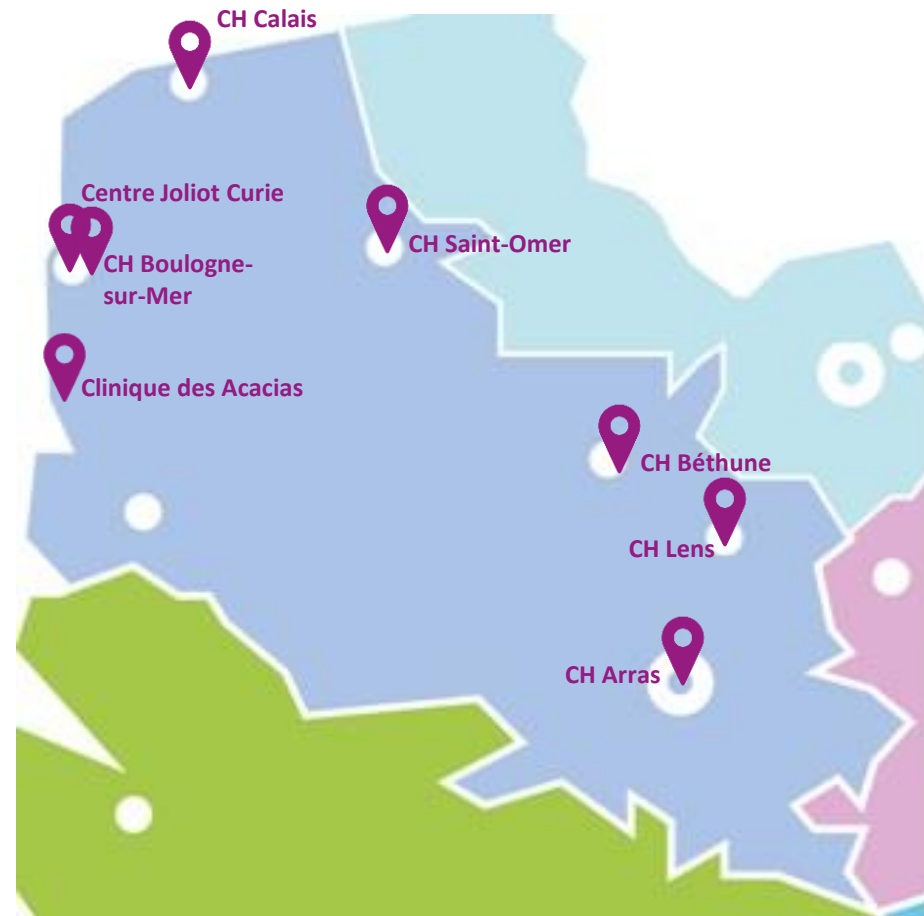 CH Calais
Centre Joliot Curie
CH Saint-Omer
CH Boulogne-
sur-Mer
Clinique des Acacias
CH Béthune
CH Lens
CH Arras